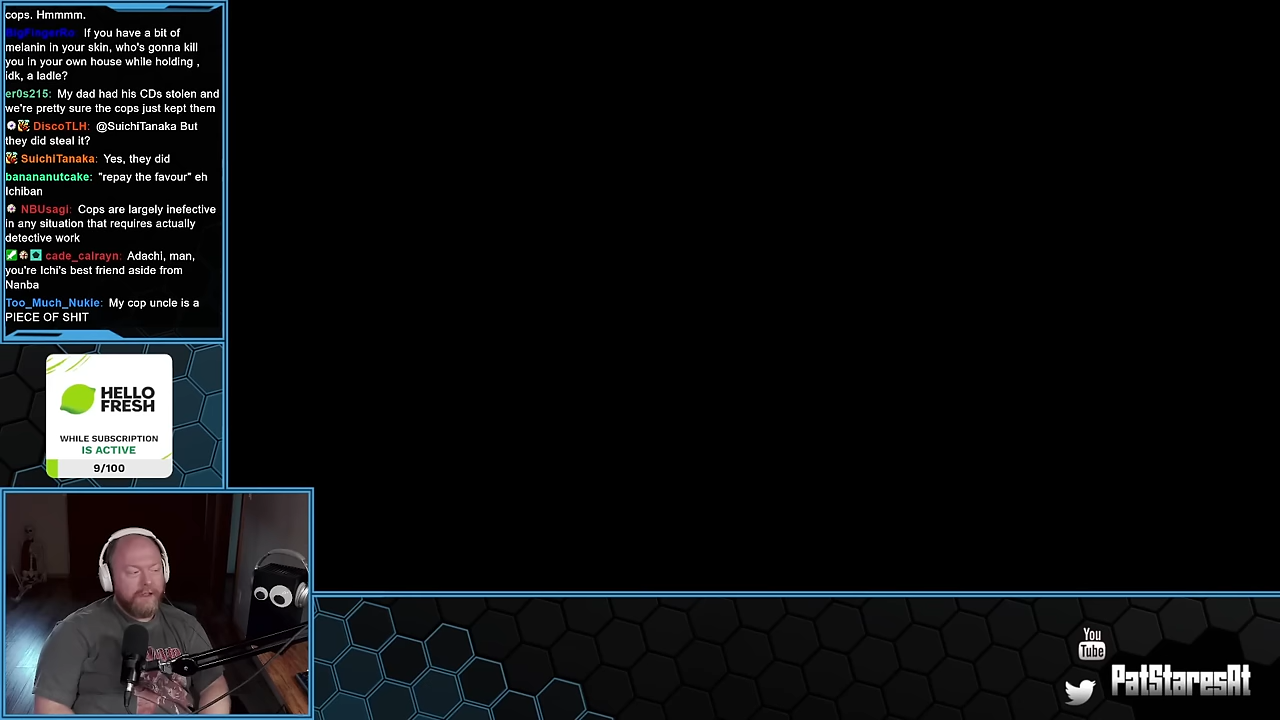 cops. Hmmmm.
BigFingerRo: If you have a bit of
melanin in your skin, who's gonna kill
you in your own house while holding ,
idk, a ladle?
er0s215: My dad had his CDs stolen and
we're pretty sure the cops just kept them
DiscoTLH: @SuichiTanaka But
they did steal it?
SuichiTanaka: Yes, they did
banananutcake: "repay the favour" eh
Ichiban
NBUsagi: Cops are largely inefective
in any situation that requires actually
detective work
cade_cairayn: Adachi, man,
you're Ichi's best friend aside from
Nanba
Too_Much_Nukie: My cop uncle is a
PIECE OF SHIT
HELLO
FRESH
WHILE SUBSCRIPTION
IS ACTIVE
9/100
You
Tube
PatStaresAt